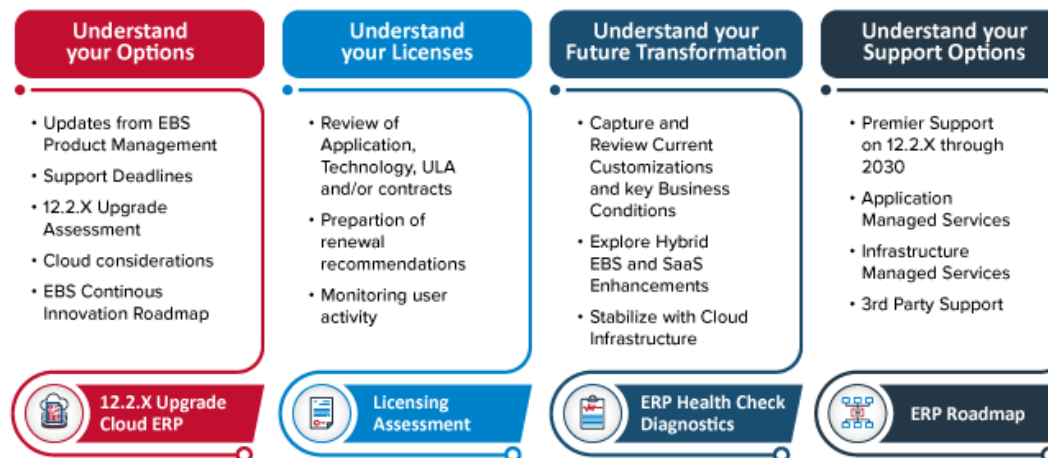 Understand
your Options
• Updates from EBS
Product Management
• Support Deadlines
• 12.2.X Upgrade
Assessment
• Cloud considerations
• EBS Continous
Innovation Roadmap
12.2.X Upgrade
Cloud ERP
Understand
your Licenses
• Review of
Application,
Technology, ULA
and/or contracts
• Prepartion of
renewal
recommendations
• Monitoring user
activity
Licensing
Assessment
Understand your
Future Transformation
• Capture and
Review Current
Customizations
and key Business
Conditions
• Explore Hybrid
EBS and SaaS
Enhancements
• Stabilize with Cloud
Infrastructure
ERP Health Check
Diagnostics
Understand your
Support Options
• Premier Support
on 12.2.X through
2030
• Application
Managed Services
• Infrastructure
Managed Services
• 3rd Party Support
ERP Roadmap